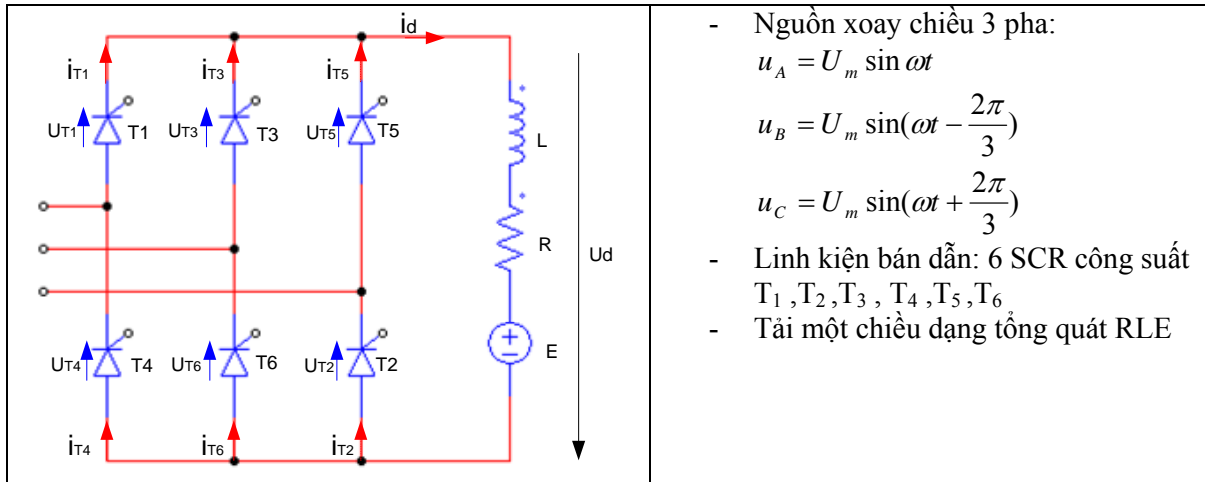 id
iT1
iT3
iT5
UT1
T1
UT3
T3
UT5
T5
L
R
Ud
E
UT4
T4
UT6
T6
UT2
T2
iT4
iT6
iT2
- Nguồn xoay chiều 3 pha:
u_A = U_m sin ωt
u_B = U_m sin(ωt − 2π/3)
u_C = U_m sin(ωt + 2π/3)
- Linh kiện bán dẫn: 6 SCR công suất
T1 ,T2 ,T3 , T4 ,T5 ,T6
- Tải một chiều dạng tổng quát RLE